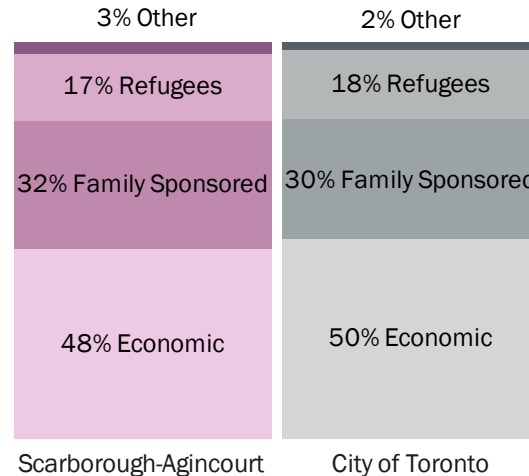 3% Other
17% Refugees
32% Family Sponsored
48% Economic
Scarborough-Agincourt
2% Other
18% Refugees
30% Family Sponsored
50% Economic
City of Toronto